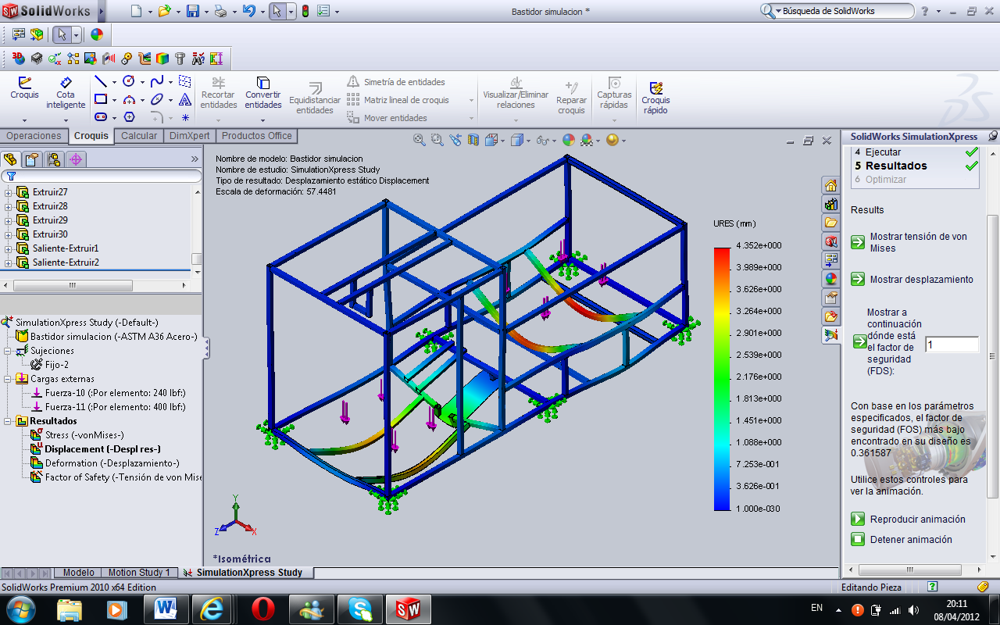 SolidWorks
Bastidor simulacion *
Búsqueda de SolidWorks
Croquis
Cota inteligente
Recortar entidades
Convertir entidades
Equidistanciar entidades
Simetría de entidades
Matriz lineal de croquis
Mover entidades
Visualizar/Eliminar relaciones
Reparar croquis
Capturas rápidas
Croquis rápido
Operaciones
Croquis
Calcular
DimXpert
Productos Office
Extruir27
Extruir28
Extruir29
Extruir30
Saliente-Extruir1
Saliente-Extruir2
SimulationXpress Study (-Default-)
Bastidor simulacion (-ASTM A36 Acero-)
Sujeciones
Fijo-2
Cargas externas
Fuerza-10 (:Por elemento: 240 lbf:)
Fuerza-11 (:Por elemento: 400 lbf:)
Resultados
Stress (-vonMises-)
Displacement (-Despl res-)
Deformation (-Desplazamiento-)
Factor of Safety (-Tensión de von Mise
Nombre de modelo: Bastidor simulacion
Nombre de estudio: SimulationXpress Study
Tipo de resultado: Desplazamiento estático Displacement
Escala de deformación: 57.4481
URES (mm)
4.352e+000
3.989e+000
3.626e+000
3.264e+000
2.901e+000
2.539e+000
2.176e+000
1.813e+000
1.451e+000
1.088e+000
7.253e-001
3.626e-001
1.000e-030
Y
Z
X
*Isométrica
SolidWorks SimulationXpress
4 Ejecutar
5 Resultados
6 Optimizar
Results
Mostrar tensión de von
Mises
Mostrar desplazamiento
Mostrar a
continuación
dónde está
el factor de
seguridad
(FDS):
1
Con base en los parámetros
especificados, el factor de
seguridad (FOS) más bajo
encontrado en su diseño es
0.361587
Utilice estos controles para
ver la animación.
Reproducir animación
Detener animación
Modelo
Motion Study 1
SimulationXpress Study
SolidWorks Premium 2010 x64 Edition
Editando Pieza
EN
20:11
08/04/2012